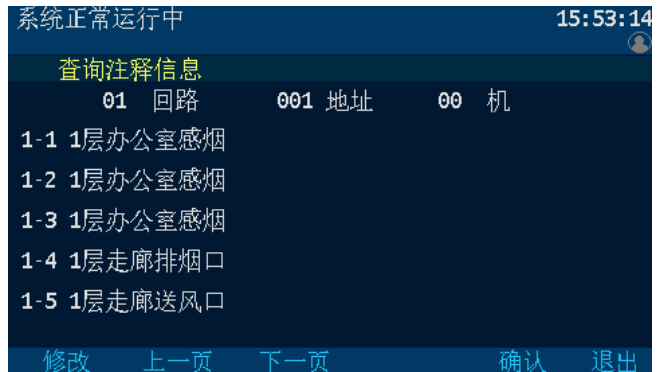 系统正常运行中 15:53:14
查询注释信息
01 回路 001 地址 00 机
1-1 1层办公室感烟
1-2 1层办公室感烟
1-3 1层办公室感烟
1-4 1层走廊排烟口
1-5 1层走廊送风口
修改 上一页 下一页 确认 退出